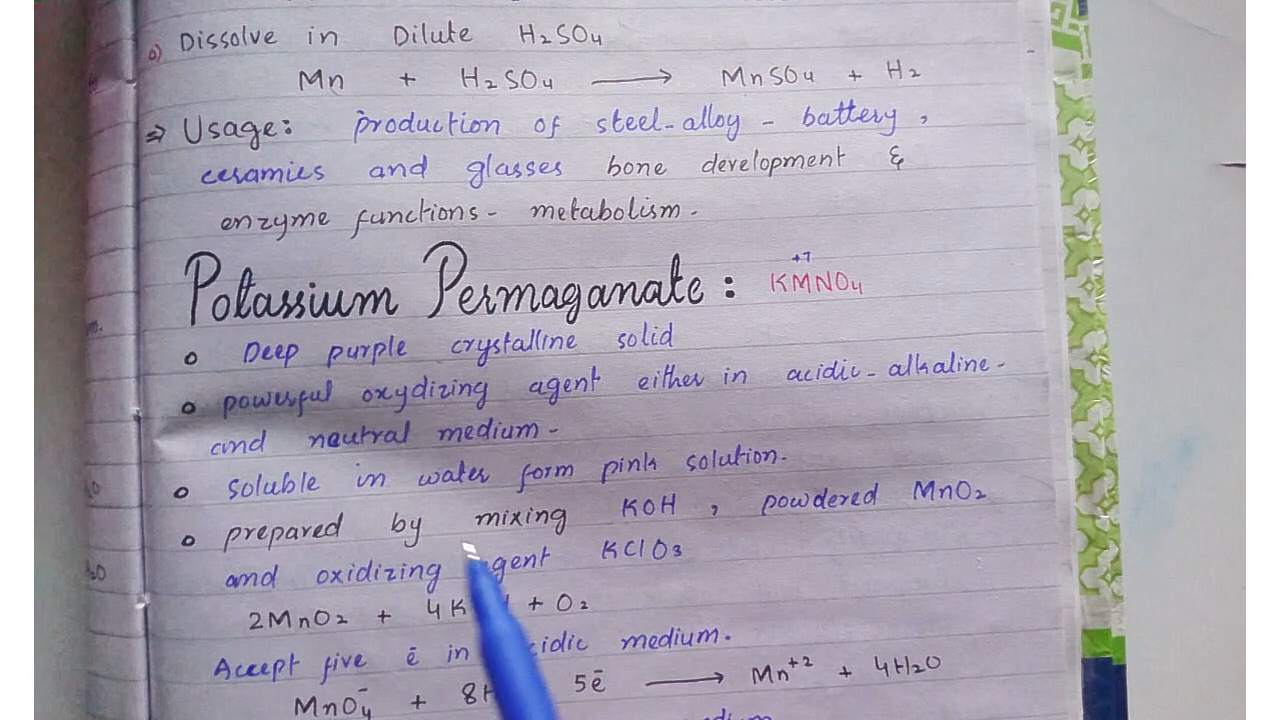 o) Dissolve in Dilute H₂SO₄
Mn + H₂SO₄ ⟶ MnSO₄ + H₂
⇒ Usage: production of steel-alloy - battery,
ceramics and glasses bone development &
enzyme functions - metabolism.
Potassium Permaganate: KMNO₄
+7
o Deep purple crystalline solid
o powerful oxydizing agent either in acidic-alkaline-
and neutral medium-
o soluble in water form pink solution.
o prepared by mixing KOH, powdered MnO₂
and oxidizing gent KClO₃
2MnO₂ + 4K + O₂
Accept five ē in cidic medium.
MnO₄⁻ + 8H 5ē ⟶ Mn⁺² + 4H₂O